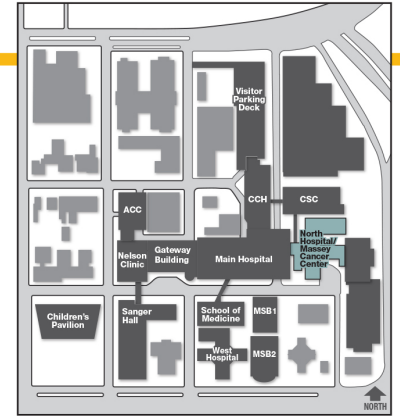 Visitor
Parking
Deck
ACC
CCH
CSC
North
Hospital/
Massey
Cancer
Center
Nelson
Clinic
Gateway
Building
Main Hospital
Children's
Pavilion
Sanger
Hall
School of
Medicine
MSB1
West
Hospital
MSB2
NORTH